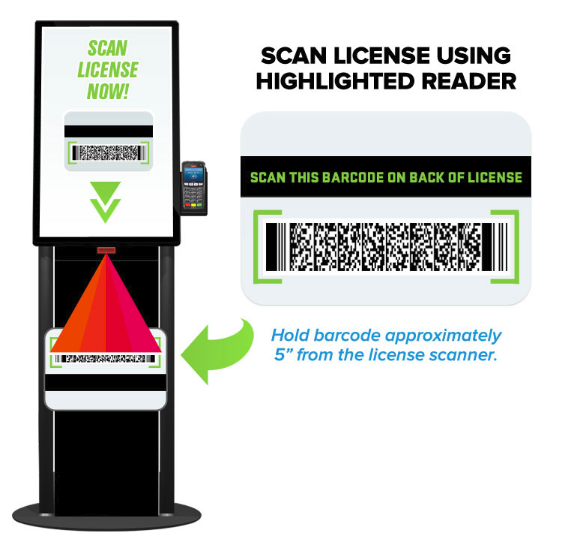 SCAN
LICENSE
NOW!
SCAN LICENSE USING
HIGHLIGHTED READER
SCAN THIS BARCODE ON BACK OF LICENSE
Hold barcode approximately
5” from the license scanner.